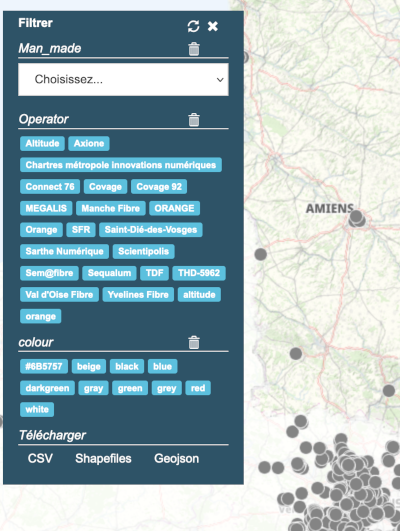 Filtrer
Man_made
Choisissez...
Operator
Altitude Axione
Chartres métropole innovations numériques
Connect 76 Covage Covage 92
MEGALIS Manche Fibre ORANGE
Orange SFR Saint-Dié-des-Vosges
Sarthe Numérique Scientipolis
Sem@fibre Sequalum TDF THD-5962
Val d'Oise Fibre Yvelines Fibre altitude
orange
colour
#6B5757 beige black blue
darkgreen gray green grey red
white
Télécharger
CSV Shapefiles Geojson
AMIENS